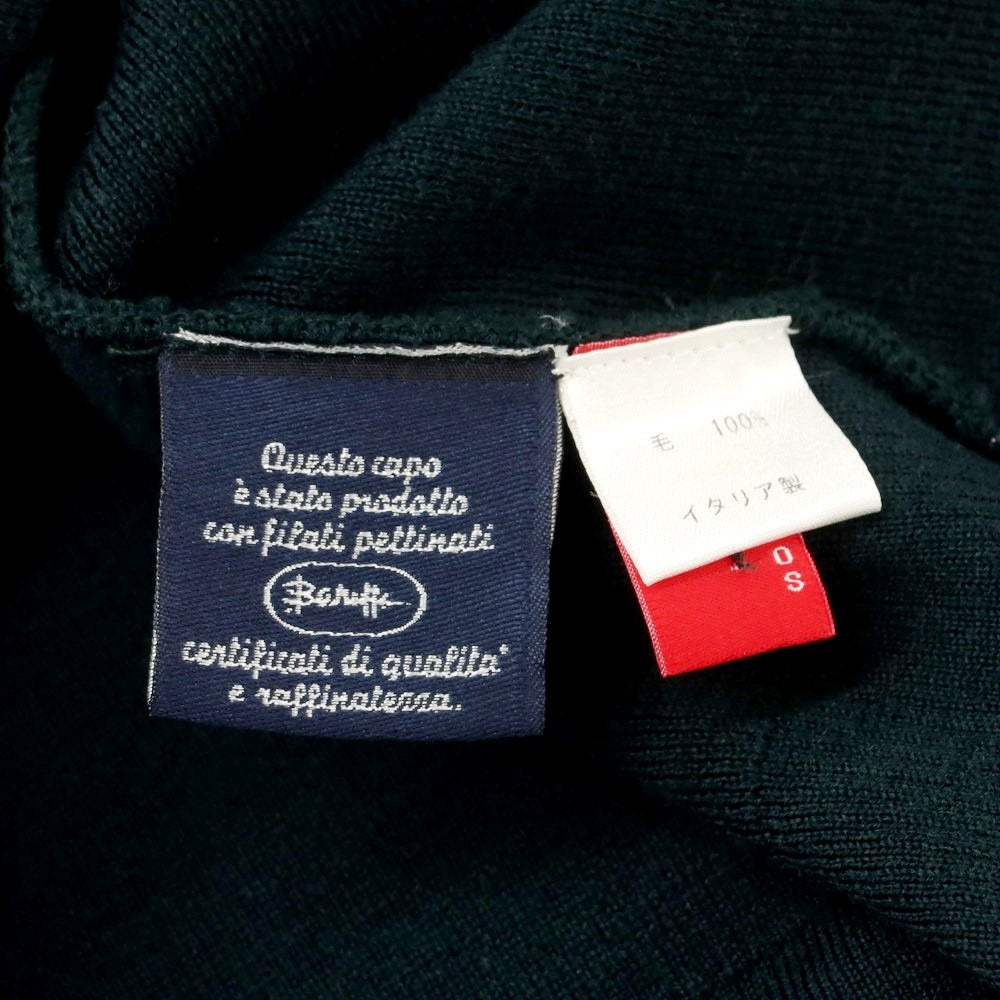 Questo capo
è stato prodotto
con filati pettinati
Baruffa
certificati di qualita'
e raffinatezza.
毛 100%
イタリア製
O
S